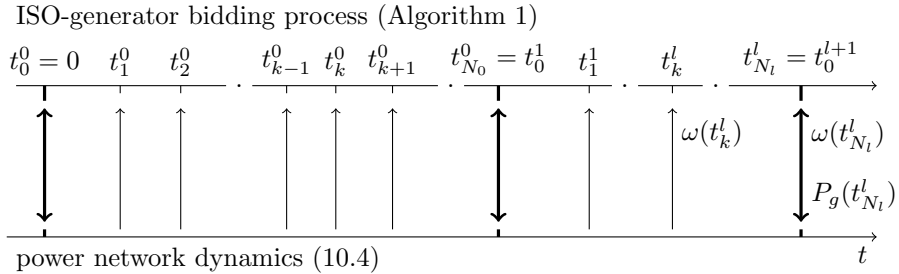 ISO-generator bidding process (Algorithm 1)
$t_0^0 = 0$ $t_1^0$ $t_2^0$ $t_{k-1}^0$ $t_k^0$ $t_{k+1}^0$ $t_{N_0}^0 = t_0^1$ $t_1^1$ $t_k^l$ $t_{N_l}^l = t_0^{l+1}$
$\omega(t_k^l)$ $\omega(t_{N_l}^l)$
$P_g(t_{N_l}^l)$
power network dynamics (10.4) $t$